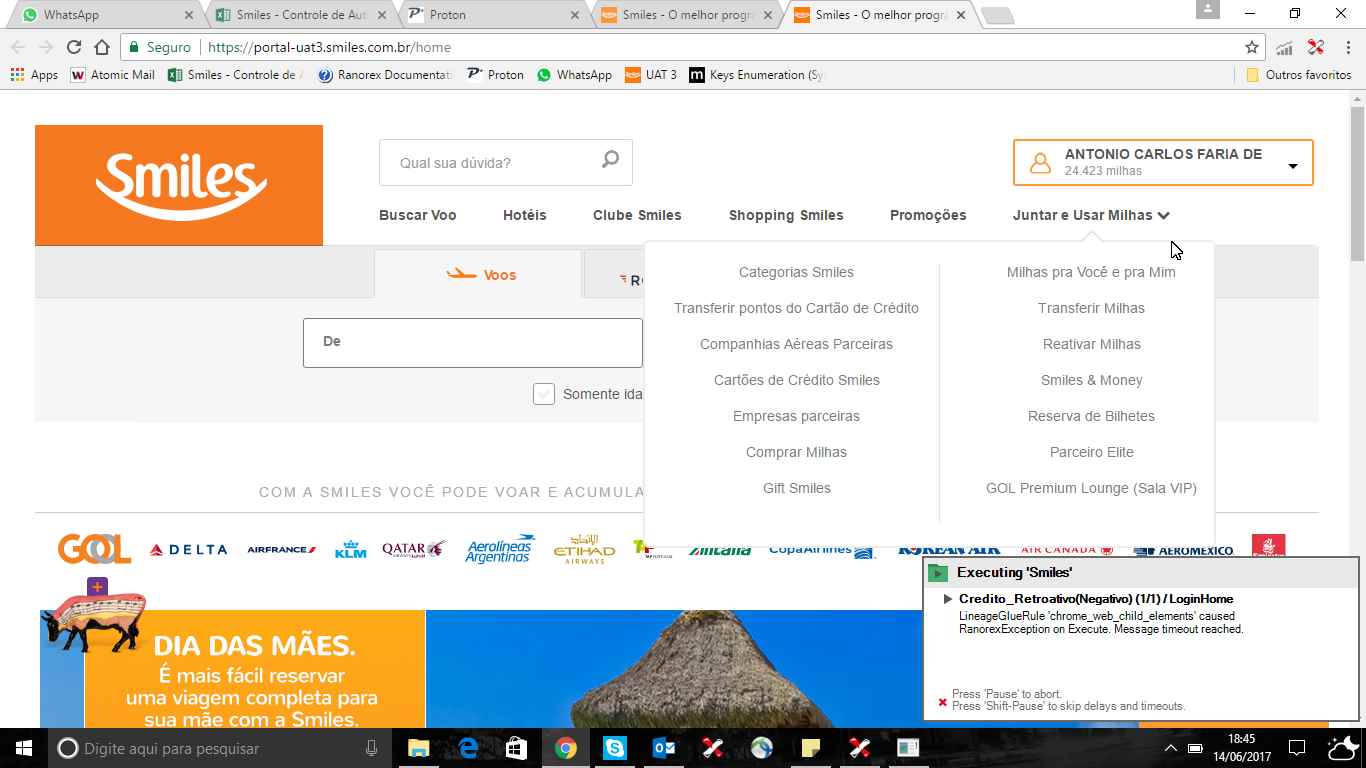 WhatsApp
Smiles - Controle de Aut
Proton
Smiles - O melhor progra
Smiles - O melhor progra
Seguro
https://portal-uat3.smiles.com.br/home
Apps
Atomic Mail
Smiles - Controle de A
Ranorex Documentati
Proton
WhatsApp
UAT 3
Keys Enumeration (Sy
Outros favoritos
Smiles
Qual sua dúvida?
ANTONIO CARLOS FARIA DE
24.423 milhas
Buscar Voo
Hotéis
Clube Smiles
Shopping Smiles
Promoções
Juntar e Usar Milhas
Voos
De
Somente ida
Categorias Smiles
Transferir pontos do Cartão de Crédito
Companhias Aéreas Parceiras
Cartões de Crédito Smiles
Empresas parceiras
Comprar Milhas
Gift Smiles
Milhas pra Você e pra Mim
Transferir Milhas
Reativar Milhas
Smiles & Money
Reserva de Bilhetes
Parceiro Elite
GOL Premium Lounge (Sala VIP)
COM A SMILES VOCÊ PODE VOAR E ACUMULA
GOL
DELTA
AIRFRANCE
KLM
QATAR
Aerolíneas Argentinas
ETIHAD AIRWAYS
Alitalia
CopaAirlines
KOREAN AIR
AIR CANADA
AEROMEXICO
DIA DAS MÃES.
É mais fácil reservar
uma viagem completa para
sua mãe com a Smiles.
Executing 'Smiles'
Credito_Retroativo(Negativo) (1/1) / LoginHome
LineageGlueRule 'chrome_web_child_elements' caused
RanorexException on Execute. Message timeout reached.
Press 'Pause' to abort.
Press 'Shift-Pause' to skip delays and timeouts.
Digite aqui para pesquisar
18:45
14/06/2017